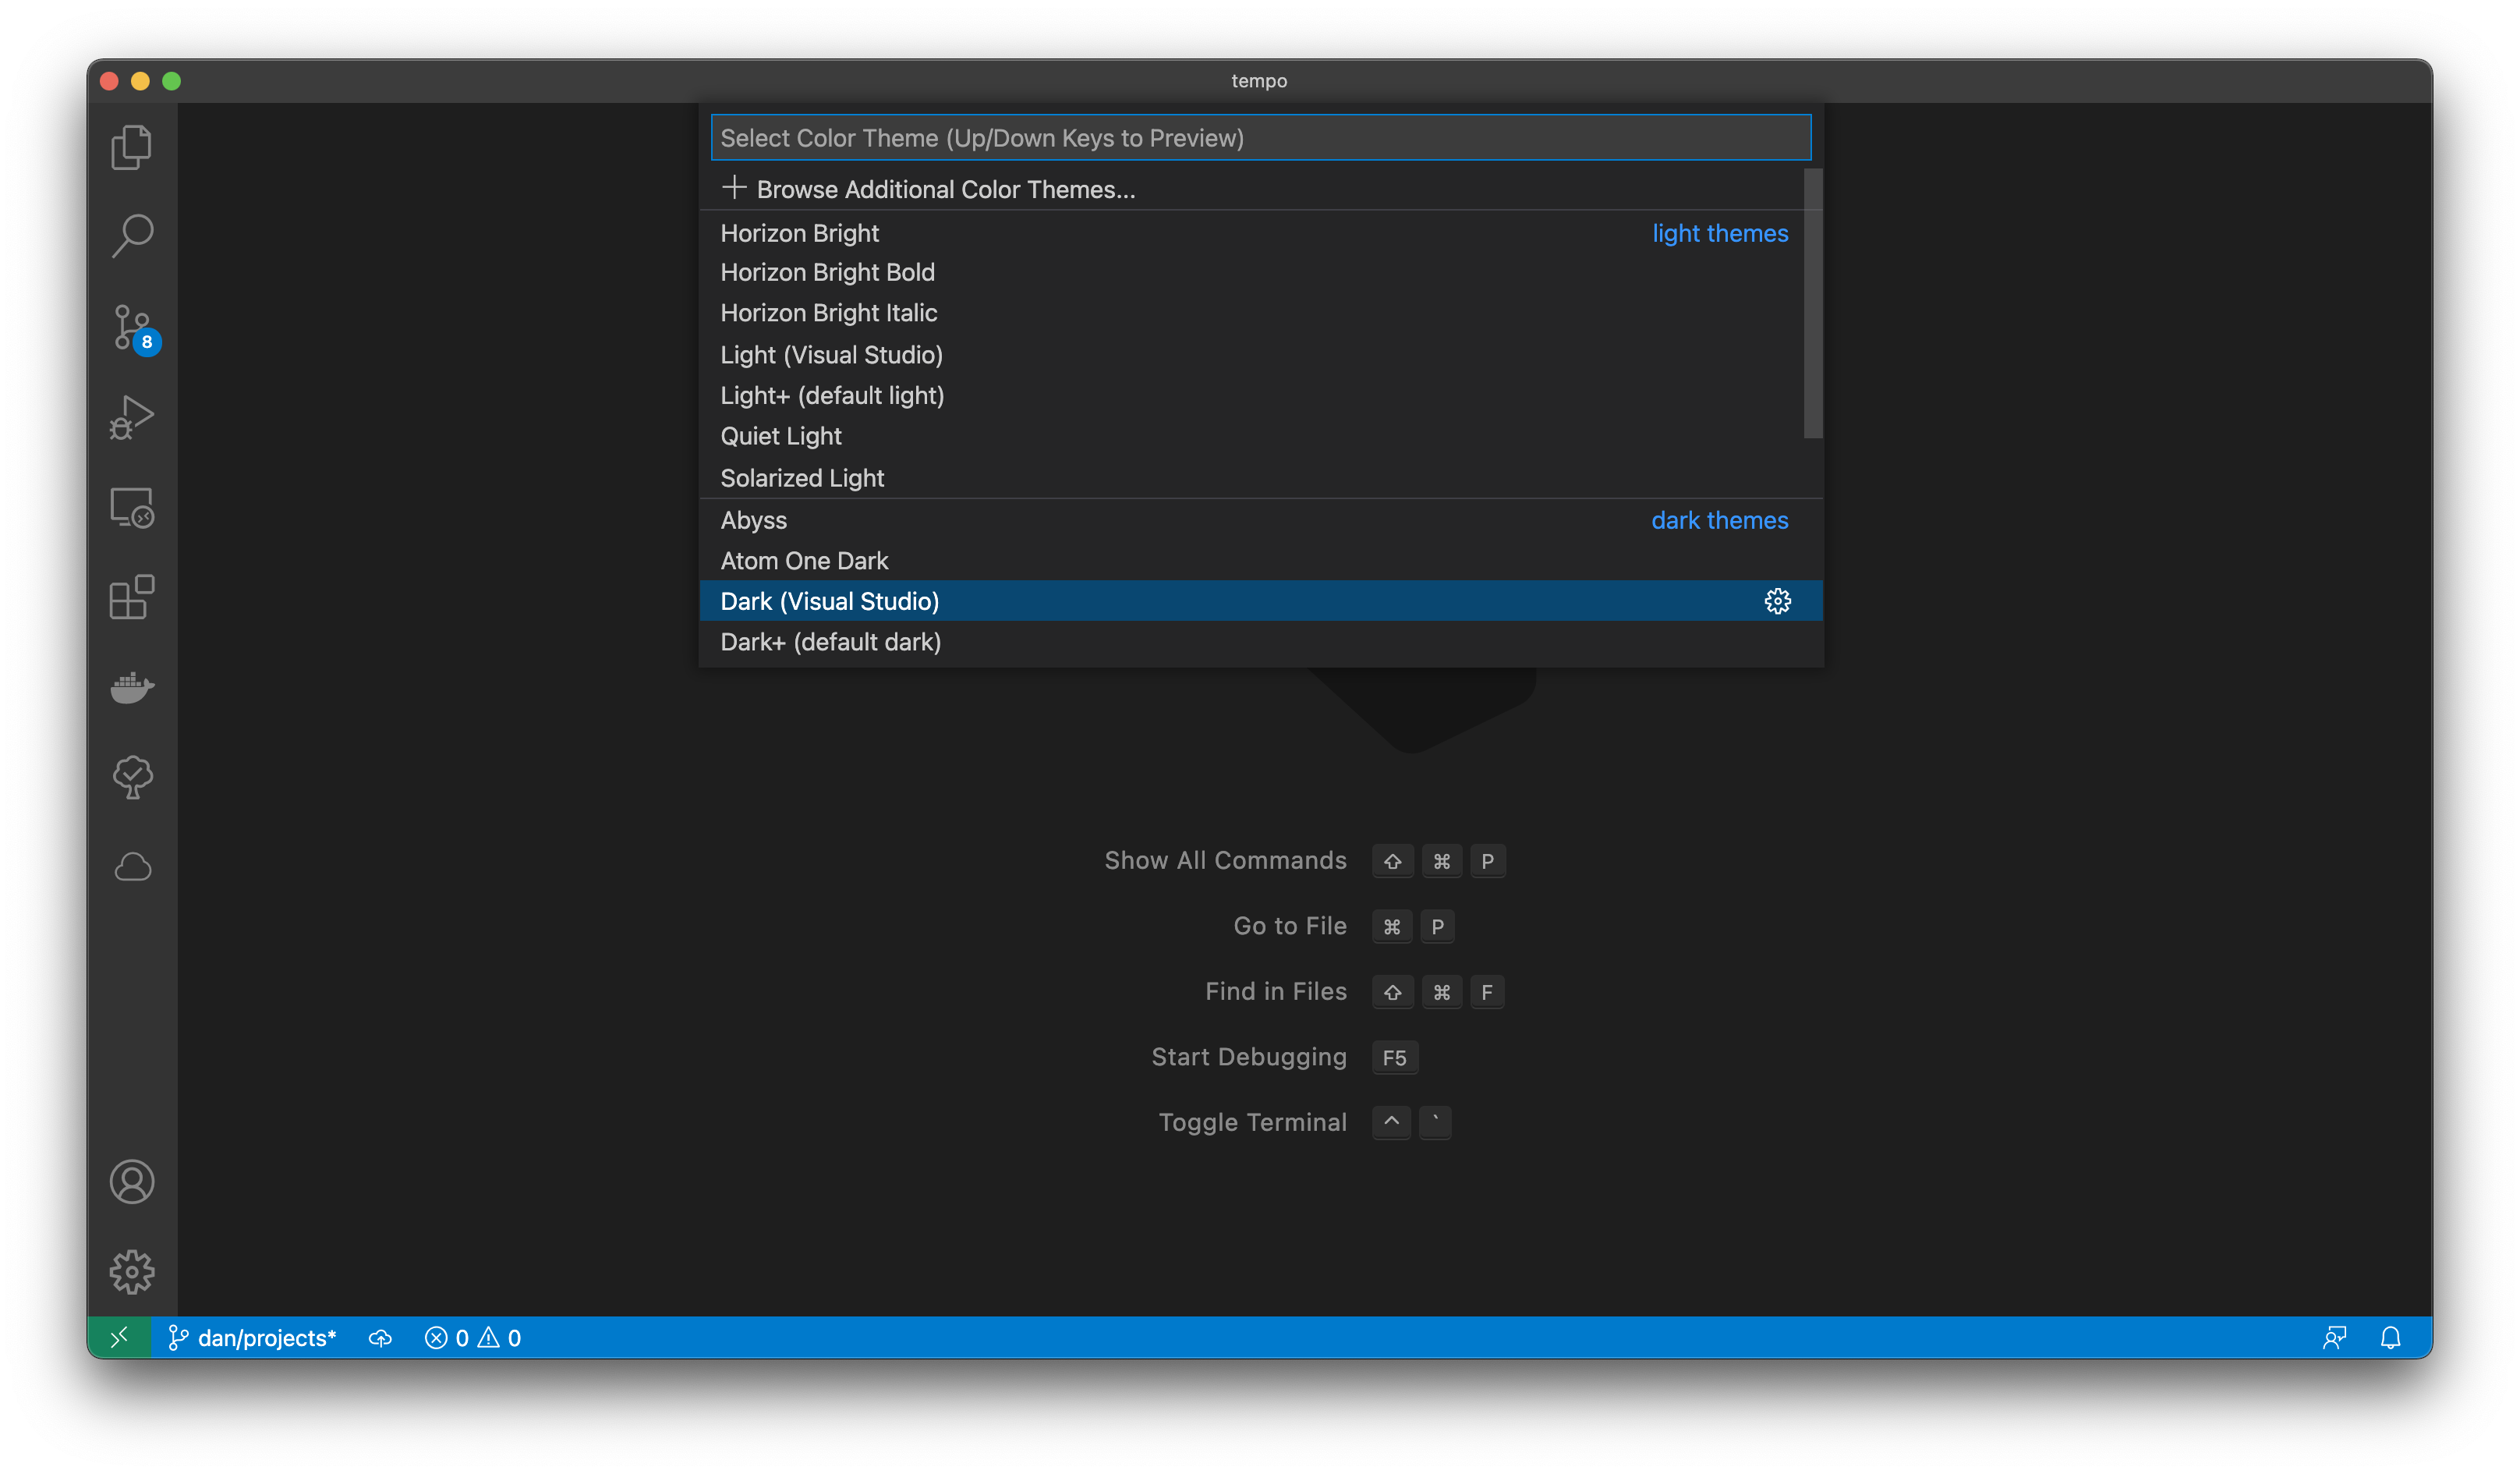 tempo
Select Color Theme (Up/Down Keys to Preview)
Browse Additional Color Themes...
Horizon Bright light themes
Horizon Bright Bold
Horizon Bright Italic
Light (Visual Studio)
Light+ (default light)
Quiet Light
Solarized Light
Abyss dark themes
Atom One Dark
Dark (Visual Studio)
Dark+ (default dark)
8
Show All Commands ⇧ ⌘ P
Go to File ⌘ P
Find in Files ⇧ ⌘ F
Start Debugging F5
Toggle Terminal ^ `
dan/projects* 0 0